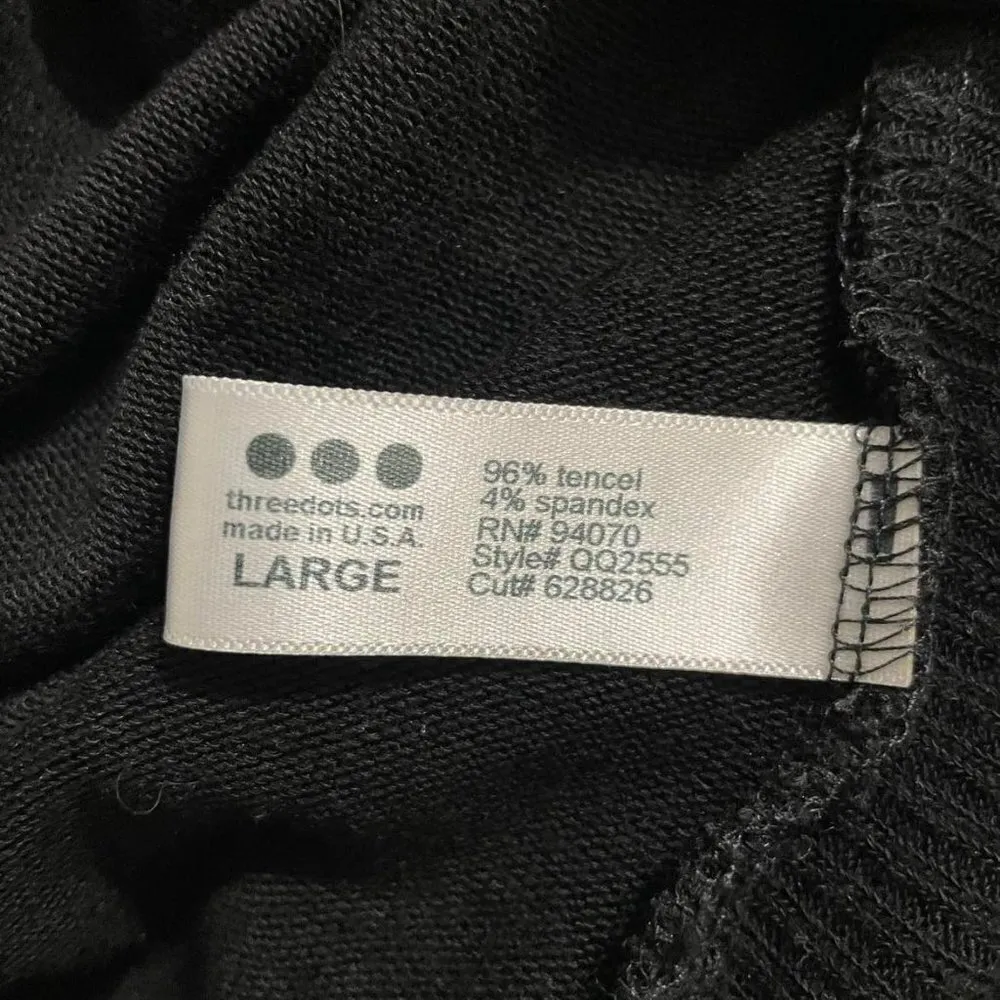 threedots.com
made in U.S.A.
LARGE
96% tencel
4% spandex
RN# 94070
Style# QQ2555
Cut# 628826